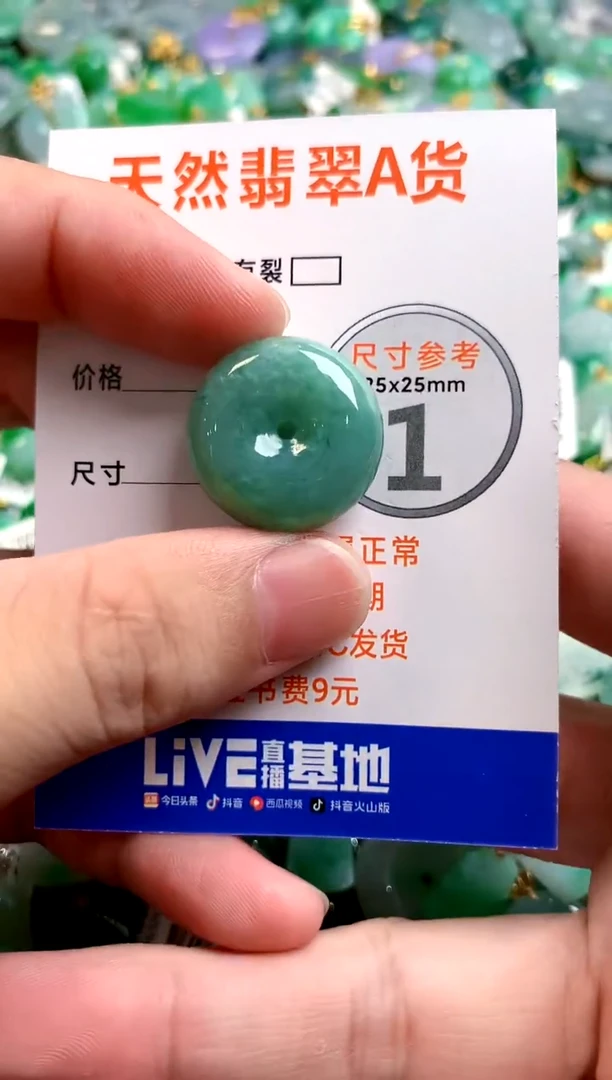 天然翡翠A货
有裂
价格
尺寸参考
25x25mm
1
尺寸
正常
期
发货
证书费9元
LiVE直播基地
今日头条 抖音 西瓜视频 抖音火山版